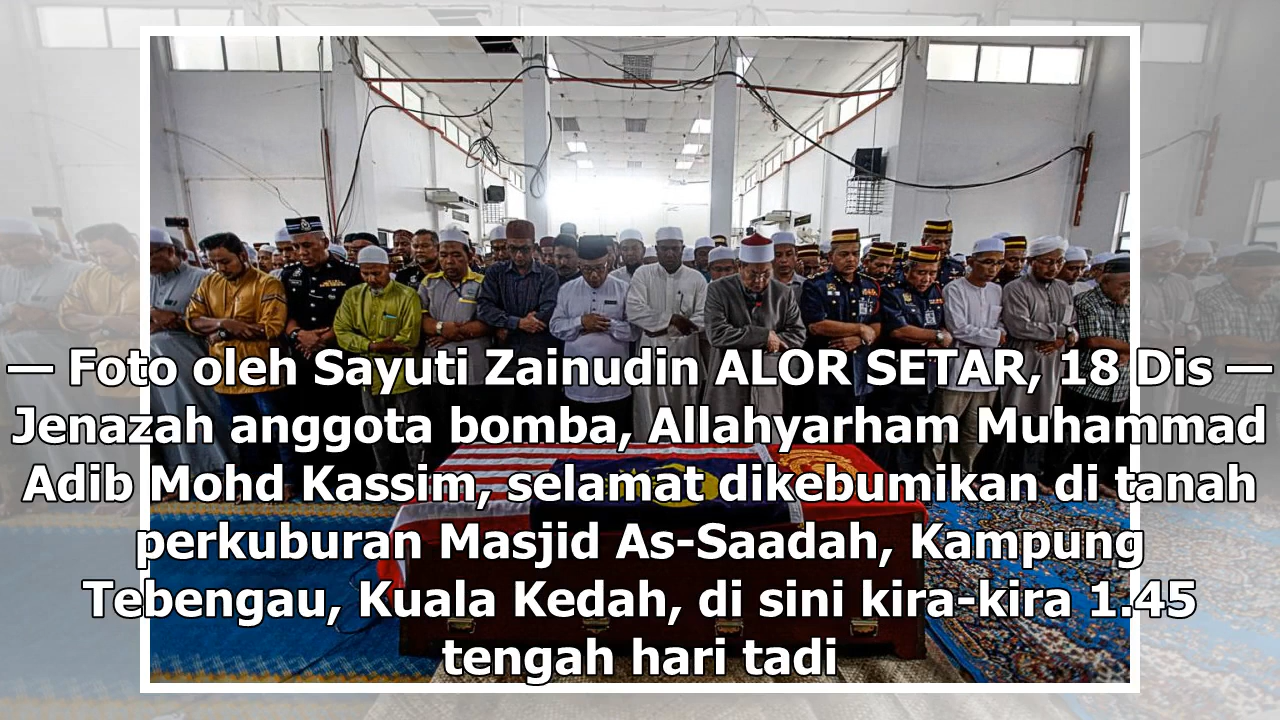 — Foto oleh Sayuti Zainudin ALOR SETAR, 18 Dis —
Jenazah anggota bomba, Allahyarham Muhammad
Adib Mohd Kassim, selamat dikebumikan di tanah
perkuburan Masjid As-Saadah, Kampung
Tebengau, Kuala Kedah, di sini kira-kira 1.45
tengah hari tadi